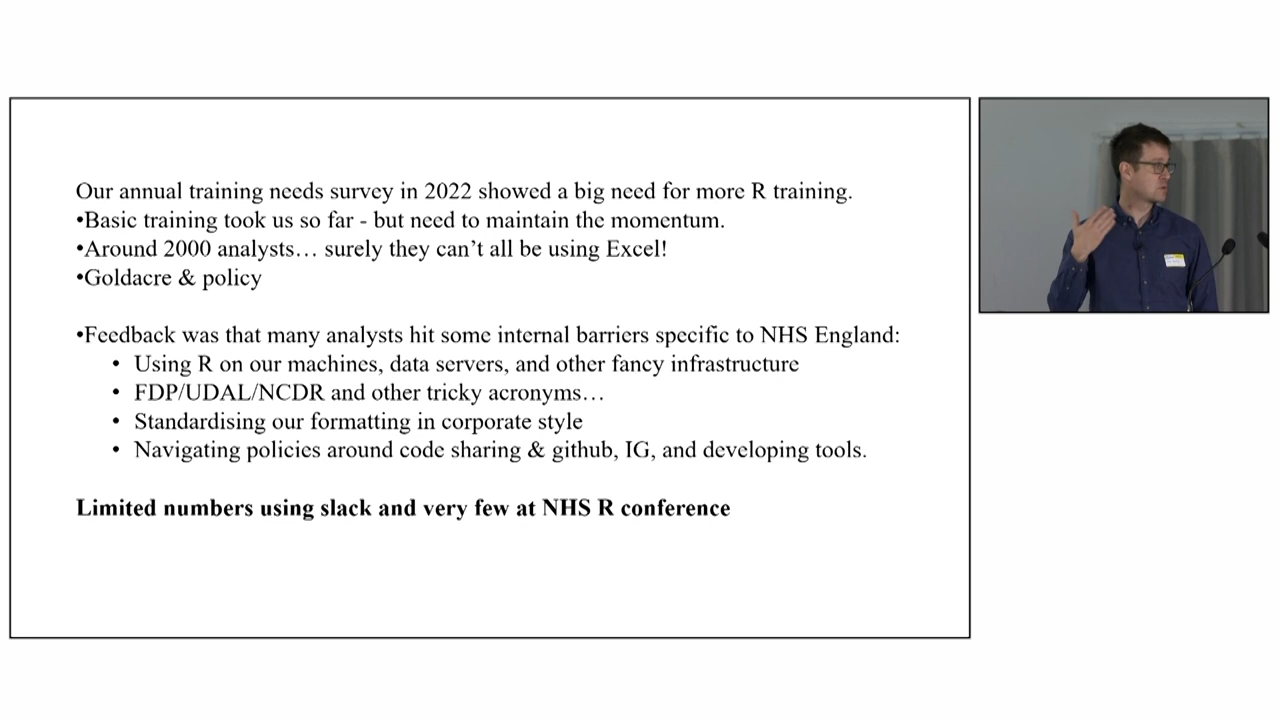 Our annual training needs survey in 2022 showed a big need for more R training.
•Basic training took us so far - but need to maintain the momentum.
•Around 2000 analysts… surely they can’t all be using Excel!
•Goldacre & policy
•Feedback was that many analysts hit some internal barriers specific to NHS England:
• Using R on our machines, data servers, and other fancy infrastructure
• FDP/UDAL/NCDR and other tricky acronyms…
• Standardising our formatting in corporate style
• Navigating policies around code sharing & github, IG, and developing tools.
Limited numbers using slack and very few at NHS R conference